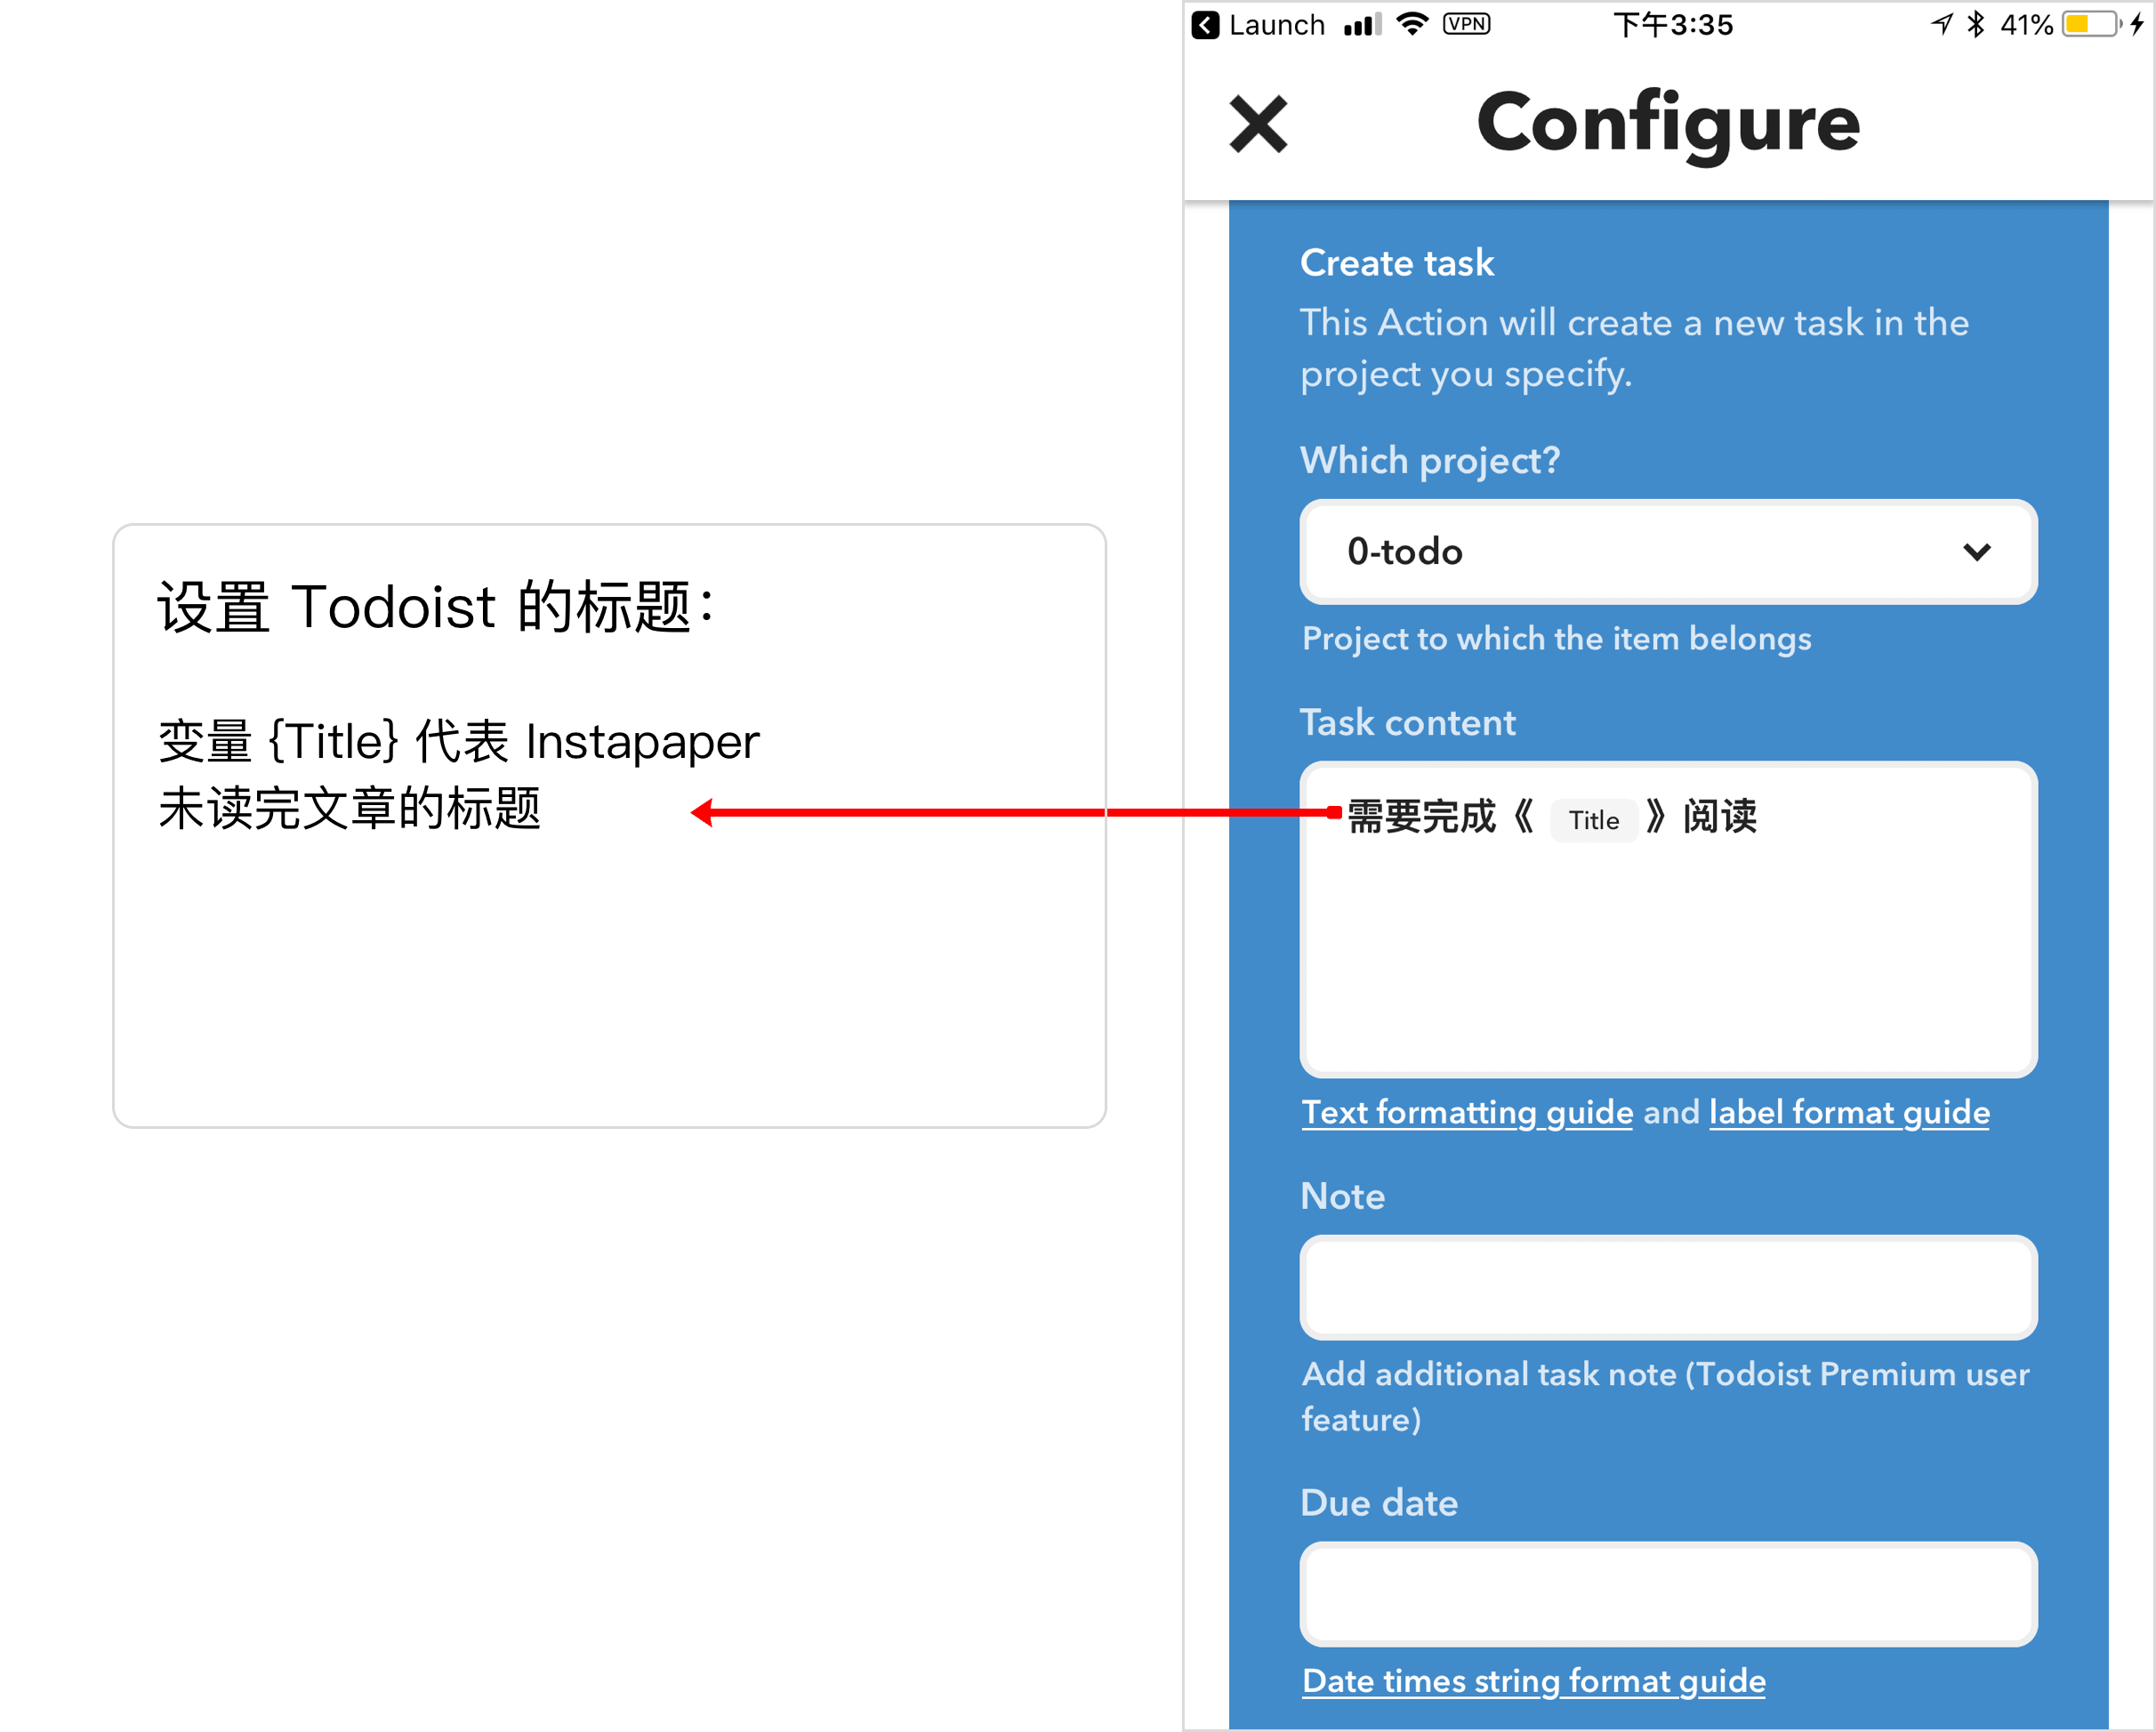 设置 Todoist 的标题：
变量 {Title} 代表 Instapaper
未读完文章的标题
Launch VPN 下午3:35 41%
Configure
Create task
This Action will create a new task in the
project you specify.
Which project?
0-todo
Project to which the item belongs
Task content
需要完成《 Title 》阅读
Text formatting guide and label format guide
Note
Add additional task note (Todoist Premium user
feature)
Due date
Date times string format guide